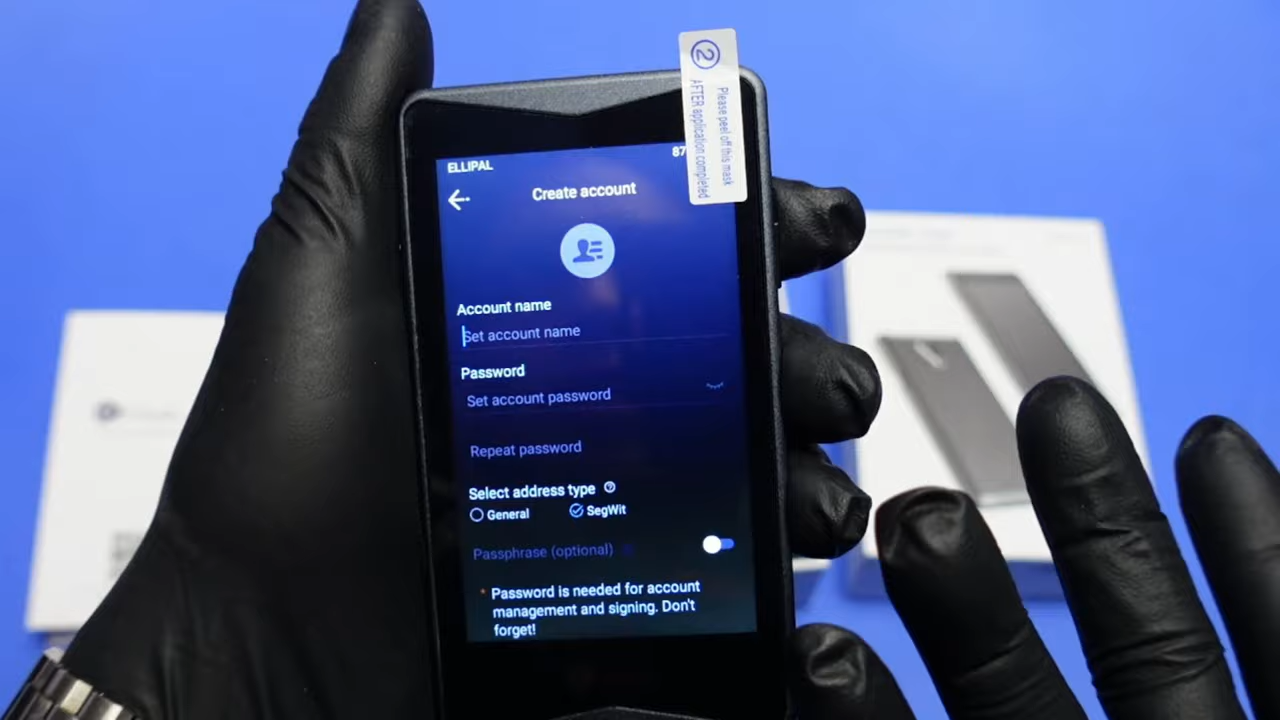 ELLIPAL
87
Create account
Account name
Set account name
Password
Set account password
Repeat password
Select address type
General
SegWit
Passphrase (optional)
* Password is needed for account
management and signing. Don't
forget!
②
Please peel off this mask
AFTER application completed